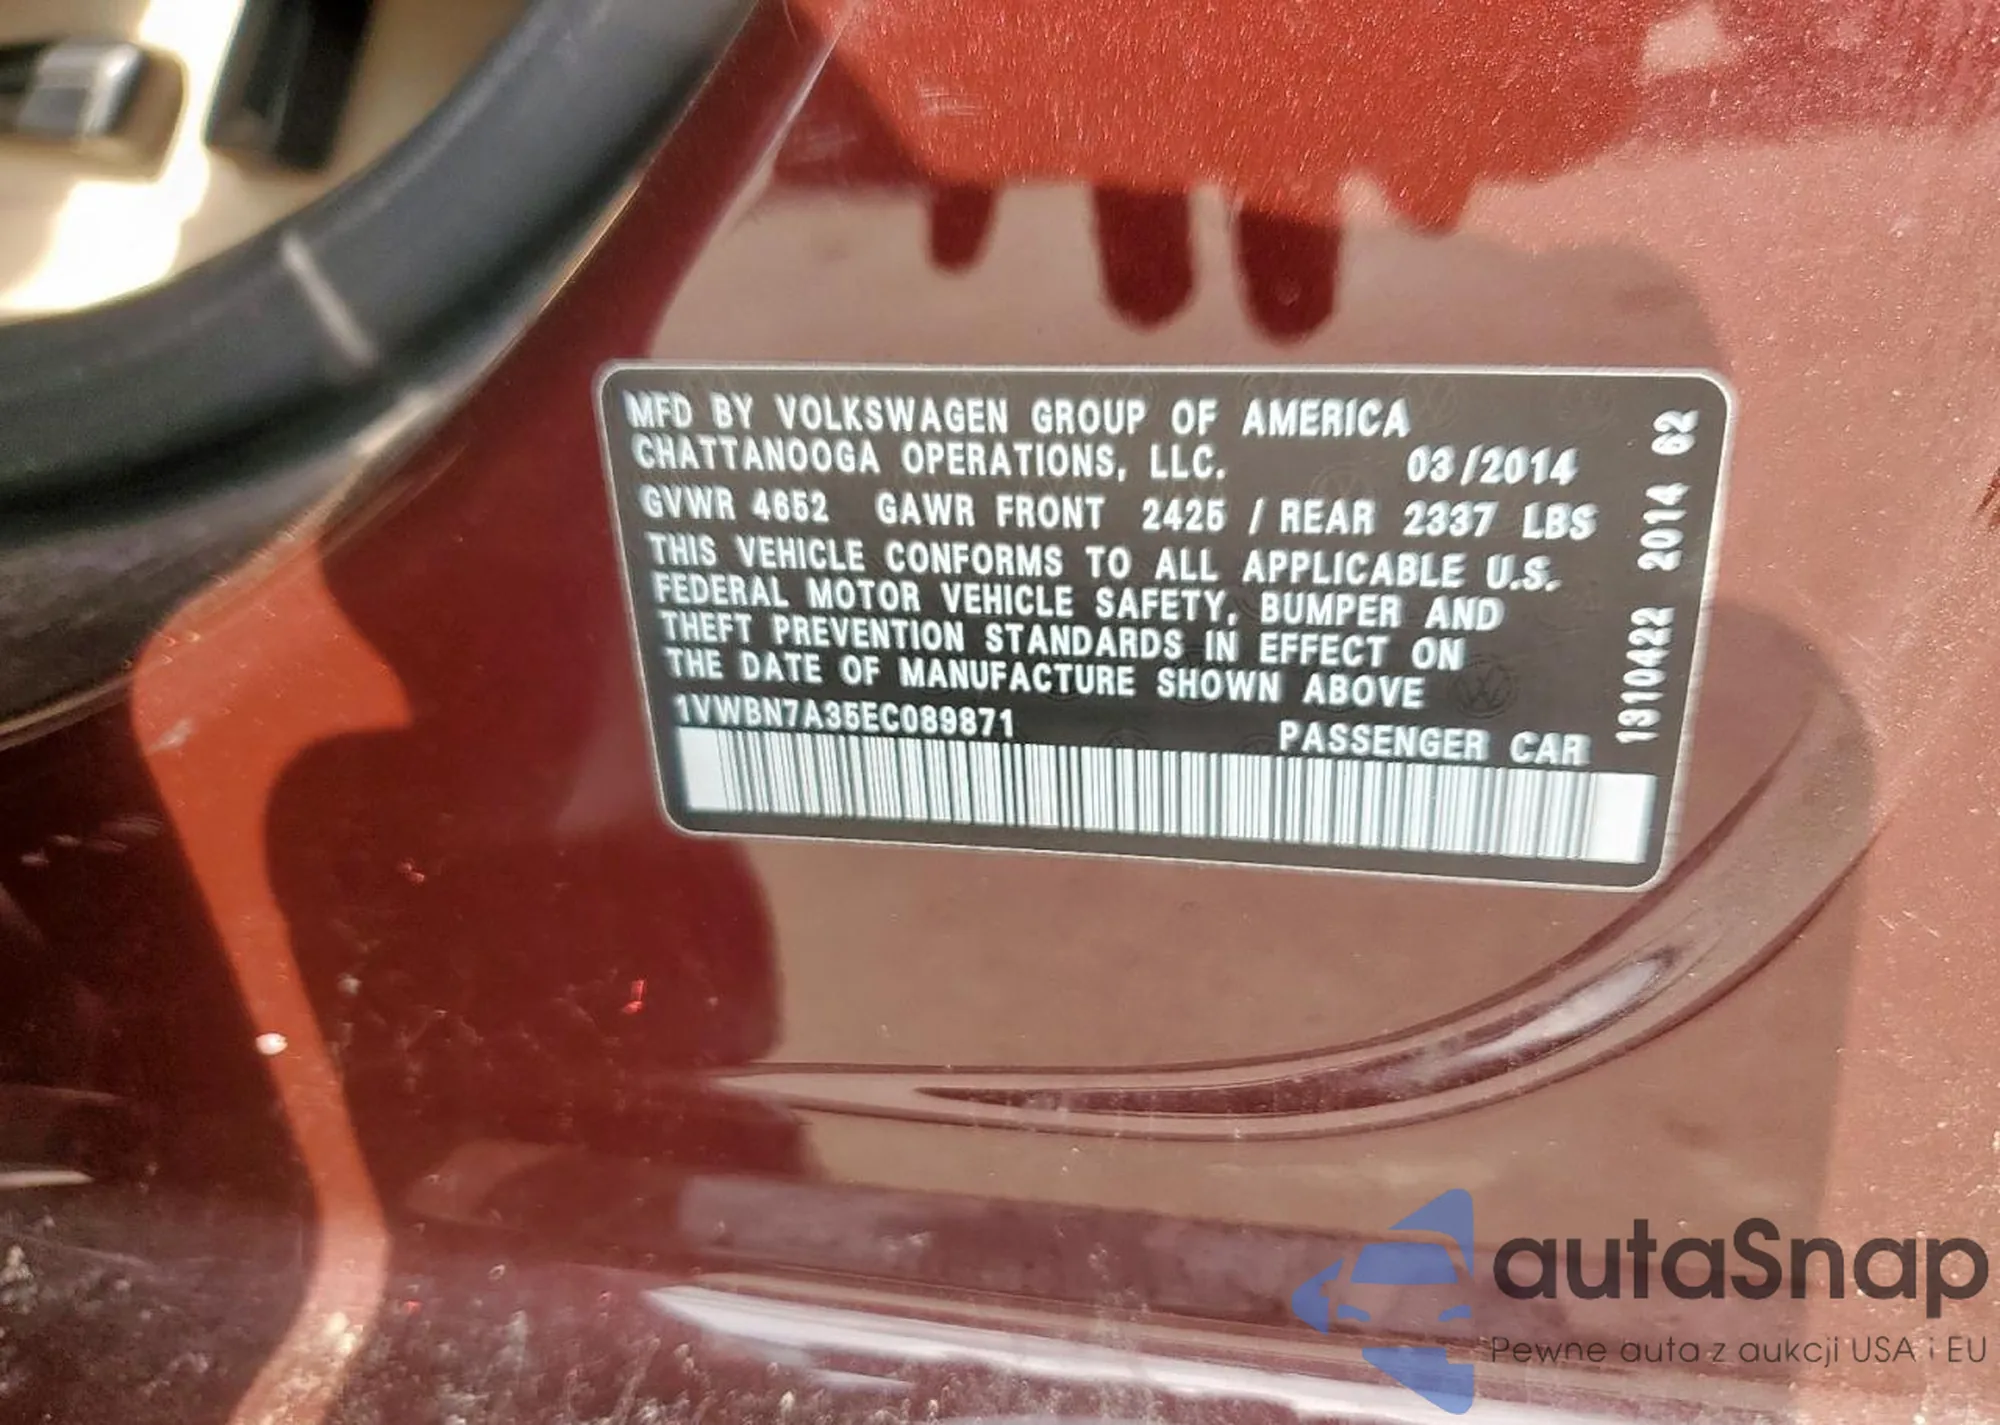 MFD BY VOLKSWAGEN GROUP OF AMERICA
CHATTANOOGA OPERATIONS, LLC. 03/2014
GVWR 4652 GAWR FRONT 2425 / REAR 2337 LBS
THIS VEHICLE CONFORMS TO ALL APPLICABLE U.S.
FEDERAL MOTOR VEHICLE SAFETY, BUMPER AND
THEFT PREVENTION STANDARDS IN EFFECT ON
THE DATE OF MANUFACTURE SHOWN ABOVE
1VWBN7A35EC089871 PASSENGER CAR
1310422 2014 62
autaSnap
Pewne auta z aukcji USA i EU